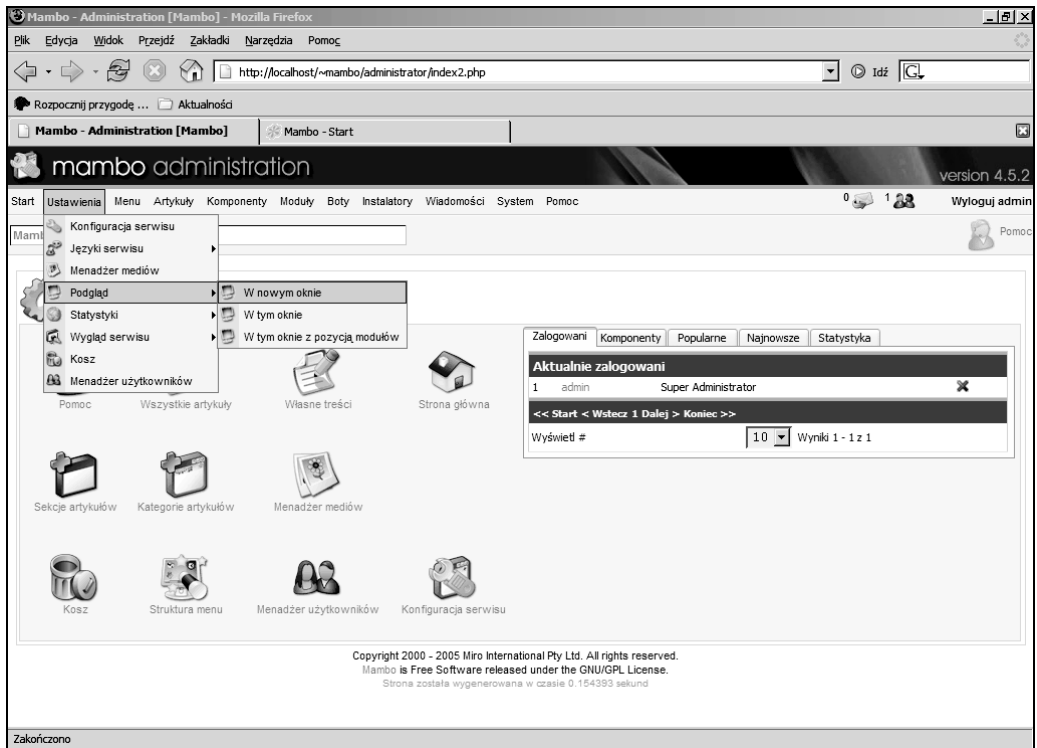 Mambo - Administration [Mambo] - Mozilla Firefox
Plik Edycja Widok Przejdź Zakładki Narzędzia Pomoc
http://localhost/~mambo/administrator/index2.php Idź G
Rozpocznij przygodę ... Aktualności
Mambo - Administration [Mambo] Mambo - Start
mambo administration
version 4.5.2
Start Ustawienia Menu Artykuły Komponenty Moduły Boty Instalatory Wiadomości System Pomoc 0 1 Wyloguj admin
Mam
Pomoc
Konfiguracja serwisu
Języki serwisu
Menadżer mediów
Podgląd
Statystyki
Wygląd serwisu
Kosz
Menadżer użytkowników
W nowym oknie
W tym oknie
W tym oknie z pozycją modułów
Pomoc Wszystkie artykuły Własne treści Strona główna
Sekcje artykułów Kategorie artykułów Menadżer mediów
Kosz Struktura menu Menadżer użytkowników Konfiguracja serwisu
Zalogowani Komponenty Popularne Najnowsze Statystyka
Aktualnie zalogowani
1 admin Super Administrator
<< Start < Wstecz 1 Dalej > Koniec >>
Wyświetl # 10 Wyniki 1 - 1 z 1
Copyright 2000 - 2005 Miro International Pty Ltd. All rights reserved.
Mambo is Free Software released under the GNU/GPL License.
Strona została wygenerowana w czasie 0.154393 sekund
Zakończono